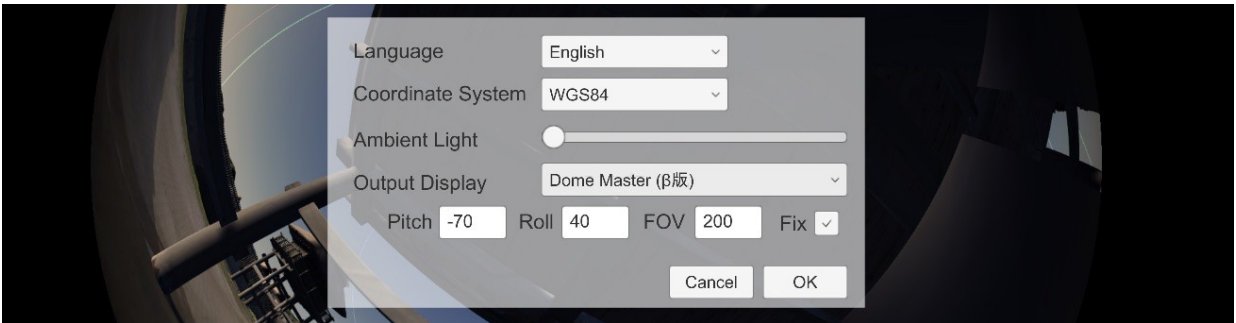 Language English
Coordinate System WGS84
Ambient Light
Output Display Dome Master (β版)
Pitch -70 Roll 40 FOV 200 Fix
Cancel OK